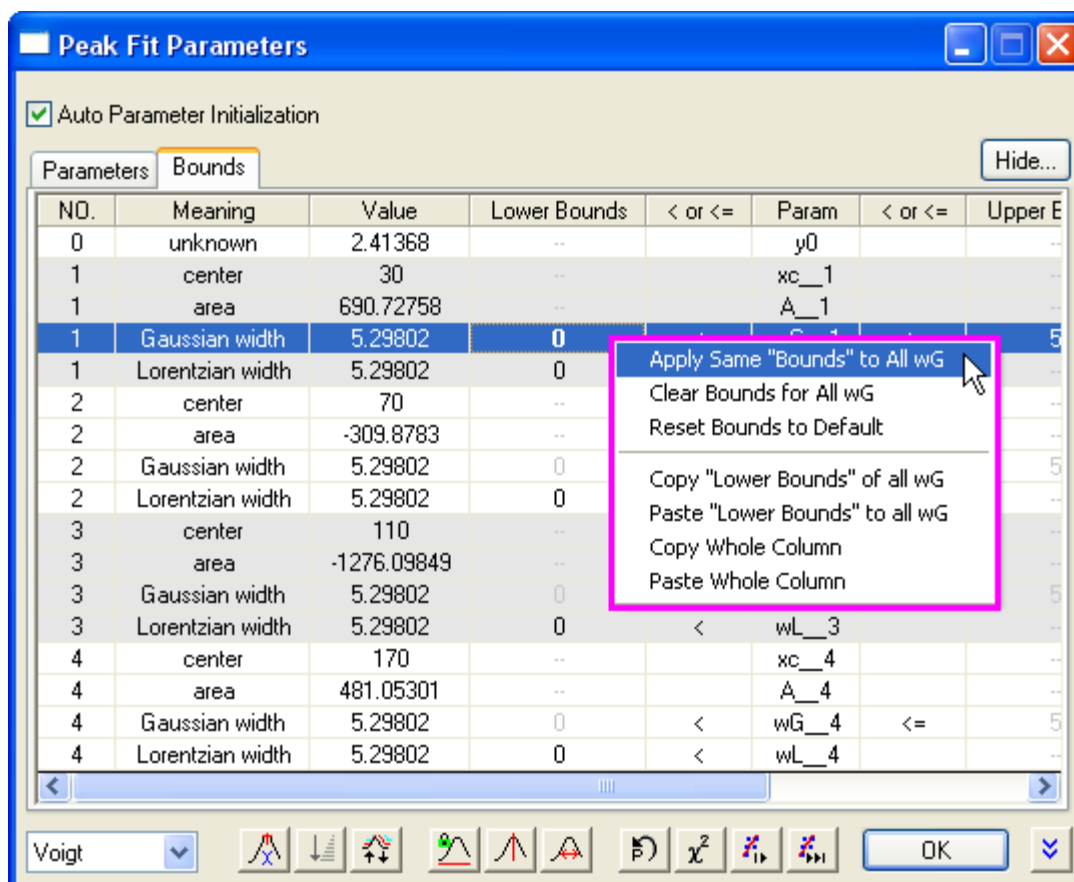 Peak Fit Parameters
Auto Parameter Initialization
Parameters Bounds Hide...
NO. Meaning Value Lower Bounds < or <= Param < or <= Upper B
0 unknown 2.41368 -- y0 --
1 center 30 -- xc__1 --
1 area 690.72758 -- A__1 --
1 Gaussian width 5.29802 0 5
Apply Same "Bounds" to All wG
1 Lorentzian width 5.29802 0
Clear Bounds for All wG
2 center 70 --
Reset Bounds to Default
2 area -309.8783 --
2 Gaussian width 5.29802 0 5
Copy "Lower Bounds" of all wG
2 Lorentzian width 5.29802 0 --
Paste "Lower Bounds" to all wG
3 center 110 --
Copy Whole Column
3 area -1276.09849 --
Paste Whole Column
3 Gaussian width 5.29802 0 5
3 Lorentzian width 5.29802 0 < wL__3 --
4 center 170 -- xc__4 --
4 area 481.05301 -- A__4 --
4 Gaussian width 5.29802 0 < wG__4 <= 5
4 Lorentzian width 5.29802 0 < wL__4 --
Voigt P χ² OK